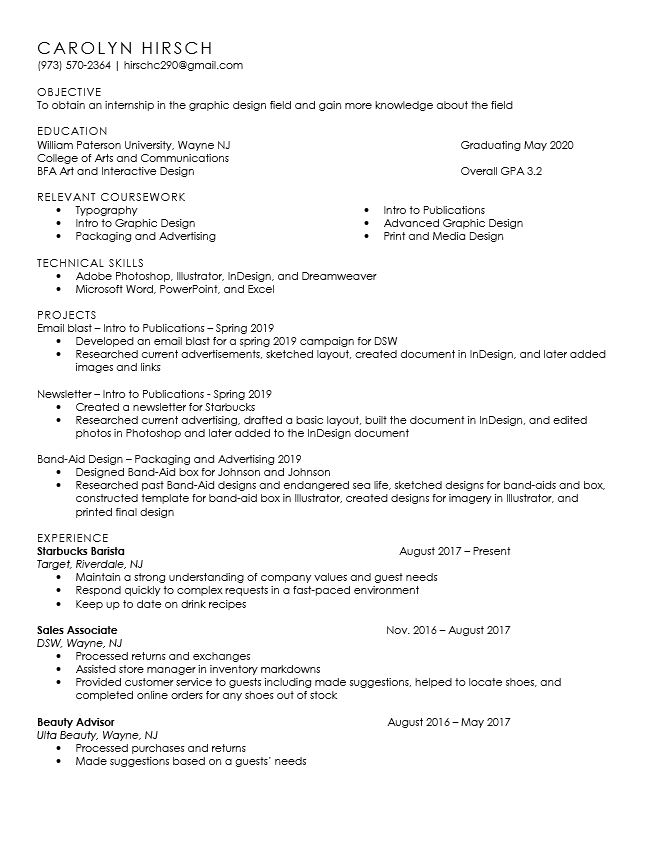 CAROLYN HIRSCH
(973) 570-2364 | hirschc290@gmail.com
OBJECTIVE
To obtain an internship in the graphic design field and gain more knowledge about the field
EDUCATION
William Paterson University, Wayne NJ Graduating May 2020
College of Arts and Communications
BFA Art and Interactive Design Overall GPA 3.2
RELEVANT COURSEWORK
• Typography • Intro to Publications
• Intro to Graphic Design • Advanced Graphic Design
• Packaging and Advertising • Print and Media Design
TECHNICAL SKILLS
• Adobe Photoshop, Illustrator, InDesign, and Dreamweaver
• Microsoft Word, PowerPoint, and Excel
PROJECTS
Email blast – Intro to Publications – Spring 2019
• Developed an email blast for a spring 2019 campaign for DSW
• Researched current advertisements, sketched layout, created document in InDesign, and later added
images and links
Newsletter – Intro to Publications - Spring 2019
• Created a newsletter for Starbucks
• Researched current advertising, drafted a basic layout, built the document in InDesign, and edited
photos in Photoshop and later added to the InDesign document
Band-Aid Design – Packaging and Advertising 2019
• Designed Band-Aid box for Johnson and Johnson
• Researched past Band-Aid designs and endangered sea life, sketched designs for band-aids and box,
constructed template for band-aid box in Illustrator, created designs for imagery in Illustrator, and
printed final design
EXPERIENCE
Starbucks Barista August 2017 – Present
Target, Riverdale, NJ
• Maintain a strong understanding of company values and guest needs
• Respond quickly to complex requests in a fast-paced environment
• Keep up to date on drink recipes
Sales Associate Nov. 2016 – August 2017
DSW, Wayne, NJ
• Processed returns and exchanges
• Assisted store manager in inventory markdowns
• Provided customer service to guests including made suggestions, helped to locate shoes, and
completed online orders for any shoes out of stock
Beauty Advisor August 2016 – May 2017
Ulta Beauty, Wayne, NJ
• Processed purchases and returns
• Made suggestions based on a guests' needs